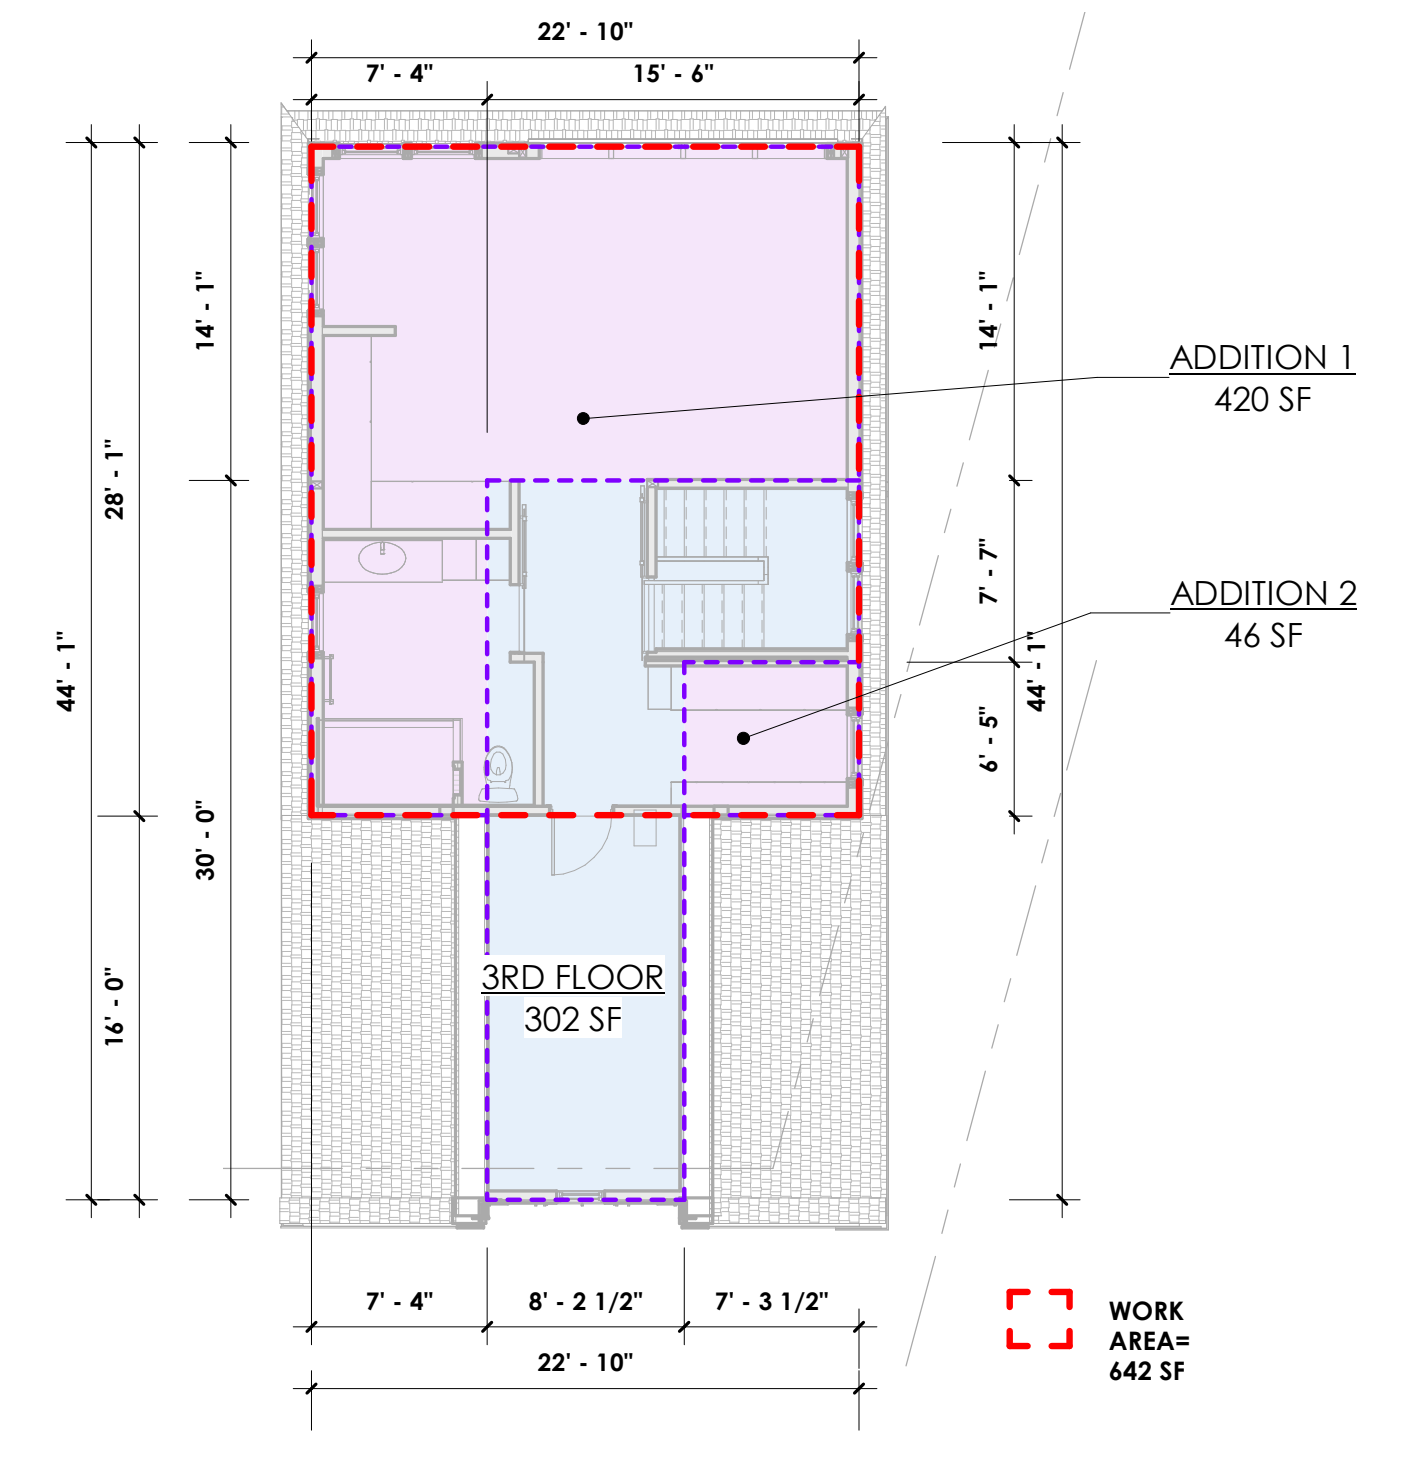 22' - 10"
7' - 4"
15' - 6"
14' - 1"
14' - 1"
ADDITION 1
420 SF
28' - 1"
7' - 7"
ADDITION 2
46 SF
44' - 1"
44' - 1"
6' - 5"
30' - 0"
3RD FLOOR
302 SF
16' - 0"
7' - 4"
8' - 2 1/2"
7' - 3 1/2"
22' - 10"
WORK
AREA=
642 SF